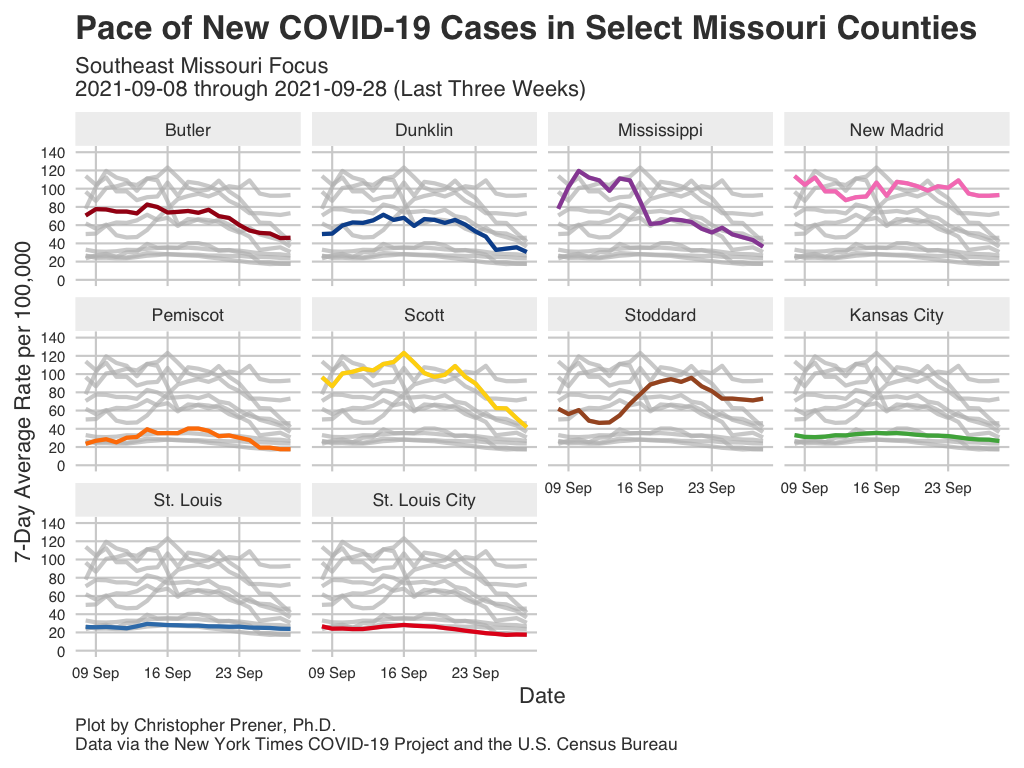 Pace of New COVID-19 Cases in Select Missouri Counties
Southeast Missouri Focus
2021-09-08 through 2021-09-28 (Last Three Weeks)
7-Day Average Rate per 100,000
Butler
Dunklin
Mississippi
New Madrid
140
120
100
80
60
40
20
0
Pemiscot
Scott
Stoddard
Kansas City
140
120
100
80
60
40
20
0
09 Sep
16 Sep
23 Sep
09 Sep
16 Sep
23 Sep
St. Louis
St. Louis City
140
120
100
80
60
40
20
0
09 Sep
16 Sep
23 Sep
09 Sep
16 Sep
23 Sep
Date
Plot by Christopher Prener, Ph.D.
Data via the New York Times COVID-19 Project and the U.S. Census Bureau